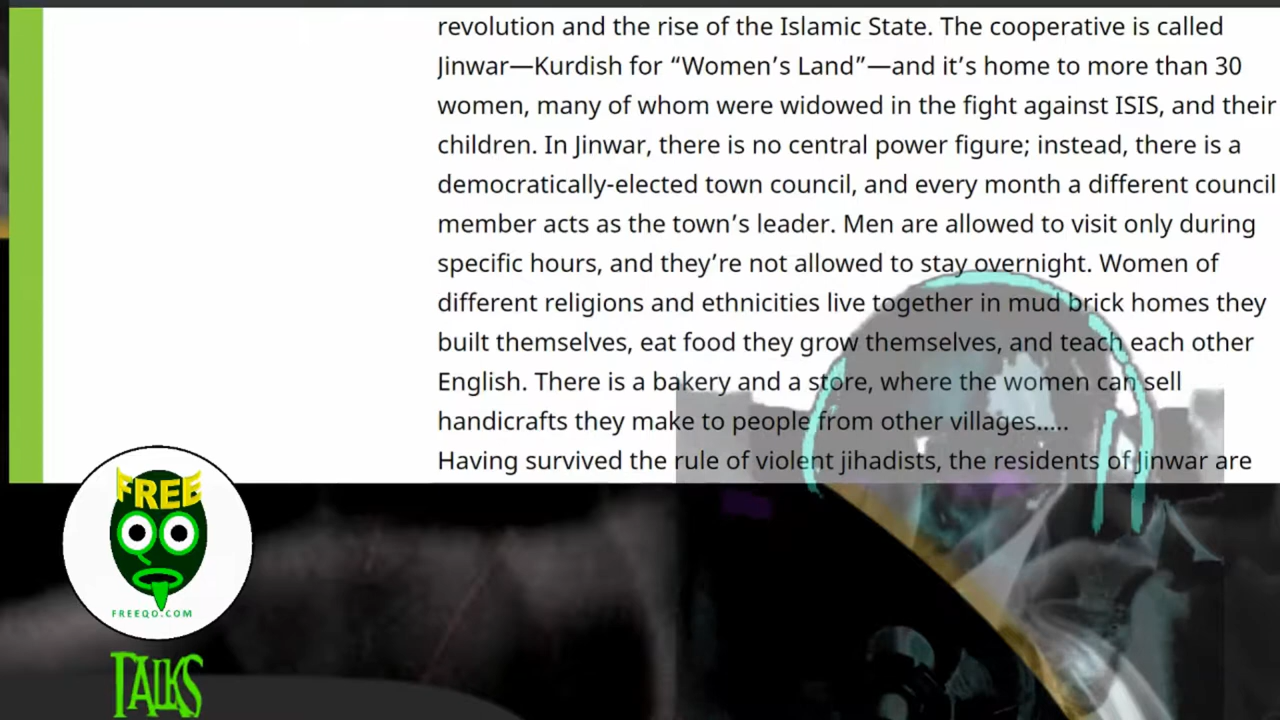 revolution and the rise of the Islamic State. The cooperative is called
Jinwar—Kurdish for “Women’s Land”—and it’s home to more than 30
women, many of whom were widowed in the fight against ISIS, and their
children. In Jinwar, there is no central power figure; instead, there is a
democratically-elected town council, and every month a different council
member acts as the town’s leader. Men are allowed to visit only during
specific hours, and they’re not allowed to stay overnight. Women of
different religions and ethnicities live together in mud brick homes they
built themselves, eat food they grow themselves, and teach each other
English. There is a bakery and a store, where the women can sell
handicrafts they make to people from other villages.....
Having survived the rule of violent jihadists, the residents of Jinwar are
FREE
FREEQO.COM
TALKS